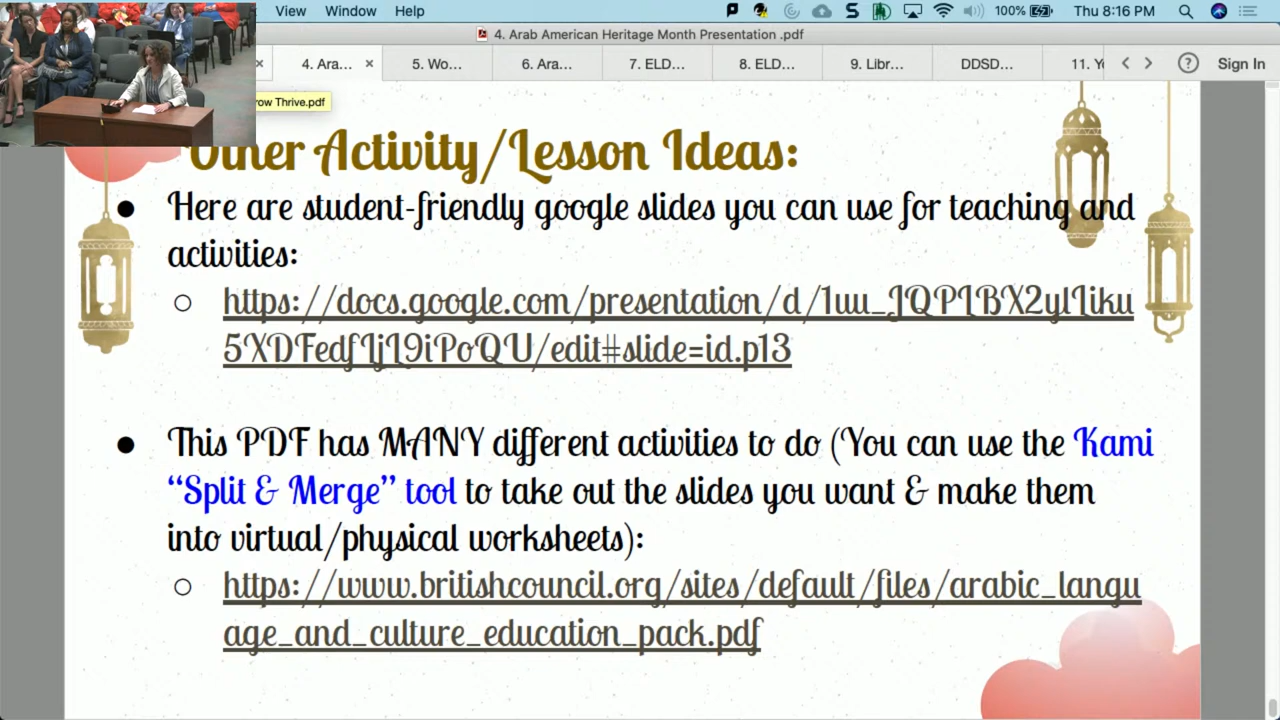 View Window Help 100% Thu 8:16 PM
4. Arab American Heritage Month Presentation .pdf
4. Ara... × 5. Wo... 6. Ara... 7. ELD... 8. ELD... 9. Libr... DDSD... 11. Sign In
row Thrive.pdf
Other Activity/Lesson Ideas:
● Here are student-friendly google slides you can use for teaching and
activities:
○ https://docs.google.com/presentation/d/1uu_JQPIBX2ylIiku
5XDFedfIjL9iPoQU/edit#slide=id.p13
● This PDF has MANY different activities to do (You can use the Kami
“Split & Merge” tool to take out the slides you want & make them
into virtual/physical worksheets):
○ https://www.britishcouncil.org/sites/default/files/arabic_langu
age_and_culture_education_pack.pdf